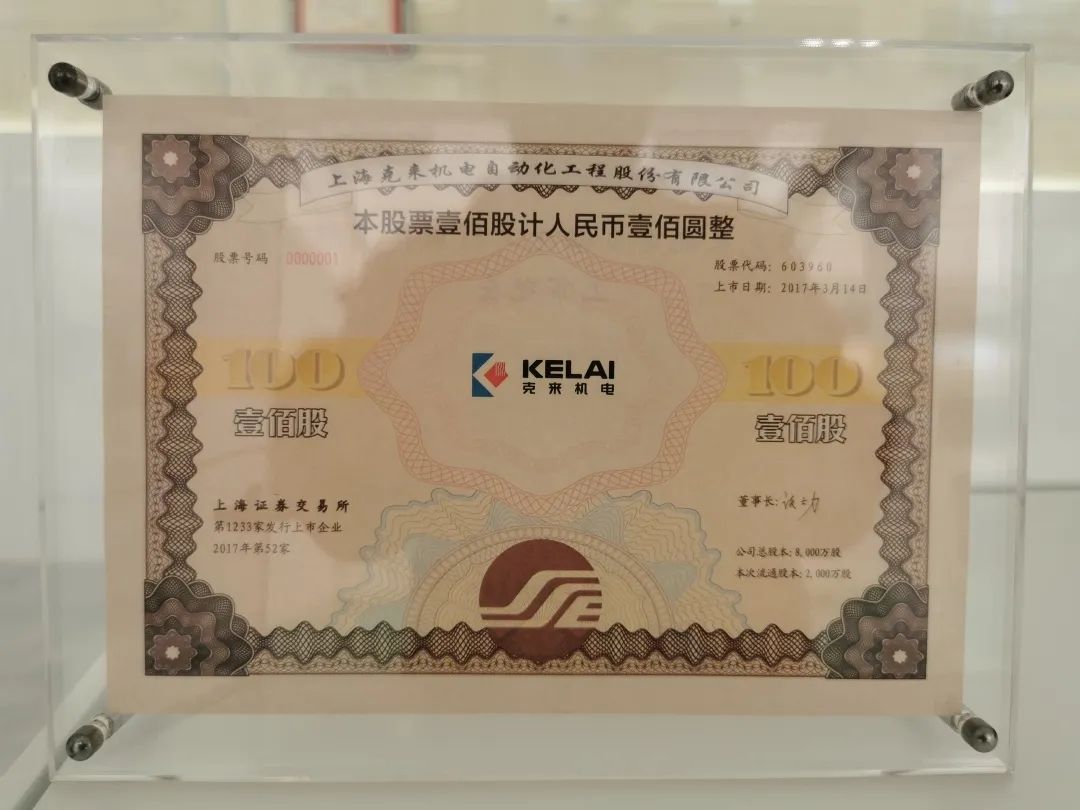 上海克来机电自动化工程股份有限公司
本股票壹佰股计人民币壹佰圆整
股票号码 0000001
股票代码: 603960
上市日期: 2017年3月14日
100
壹佰股
KELAI
克来机电
100
壹佰股
上海证券交易所
第1233家发行上市企业
2017年第52家
董事长:
公司总股本: 8,000万股
本次流通股本: 2,000万股